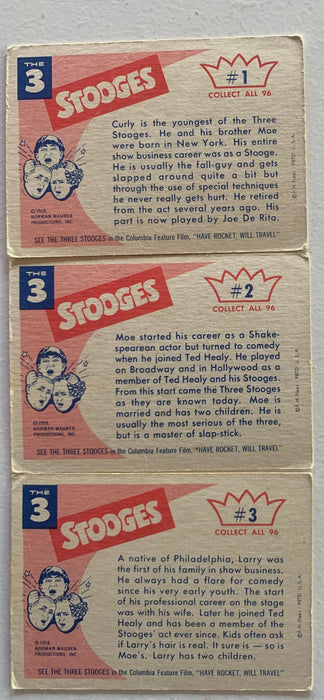 THE
3
STOOGES
#1
COLLECT ALL 96
Curly is the youngest of the Three
Stooges. He and his brother Moe
were born in New York. His entire
show business career was as a Stooge.
He is usually the fall-guy and gets
slapped around quite a bit but
through the use of special techniques
he never really gets hurt. He retired
from the act several years ago. His
part is now played by Joe De Rita.
© 1959,
NORMAN MAURER
PRODUCTIONS, INC.
© F. H. Fleer, PRTD. U.S.A.
SEE THE THREE STOOGES in the Columbia Feature Film, "HAVE ROCKET, WILL TRAVEL"
THE
3
STOOGES
#2
COLLECT ALL 96
Moe started his career as a Shake-
spearean actor but turned to comedy
when he joined Ted Healy. He played
on Broadway and in Hollywood as a
member of Ted Healy and his Stooges.
From this start came the Three Stooges
as they are known today. Moe is
married and has two children. He is
usually the most serious of the three,
but is a master of slap-stick.
© 1959,
NORMAN MAURER
PRODUCTIONS, INC.
© F. H. Fleer, PRTD. U.S.A.
SEE THE THREE STOOGES in the Columbia Feature Film, "HAVE ROCKET, WILL TRAVEL"
THE
3
STOOGES
#3
COLLECT ALL 96
A native of Philadelphia, Larry was
the first of his family in show business.
He always had a flare for comedy
since his very early youth. The start
of his professional career on the stage
was with his wife. Later he joined Ted
Healy and has been a member of the
Stooges' act ever since. Kids often ask
if Larry's hair is real. It sure is — so
is Moe's. Larry has two children.
© 1959,
NORMAN MAURER
PRODUCTIONS, INC.
© F. H. Fleer, PRTD. U.S.A.
SEE THE THREE STOOGES in the Columbia Feature Film, "HAVE ROCKET, WILL TRAVEL"